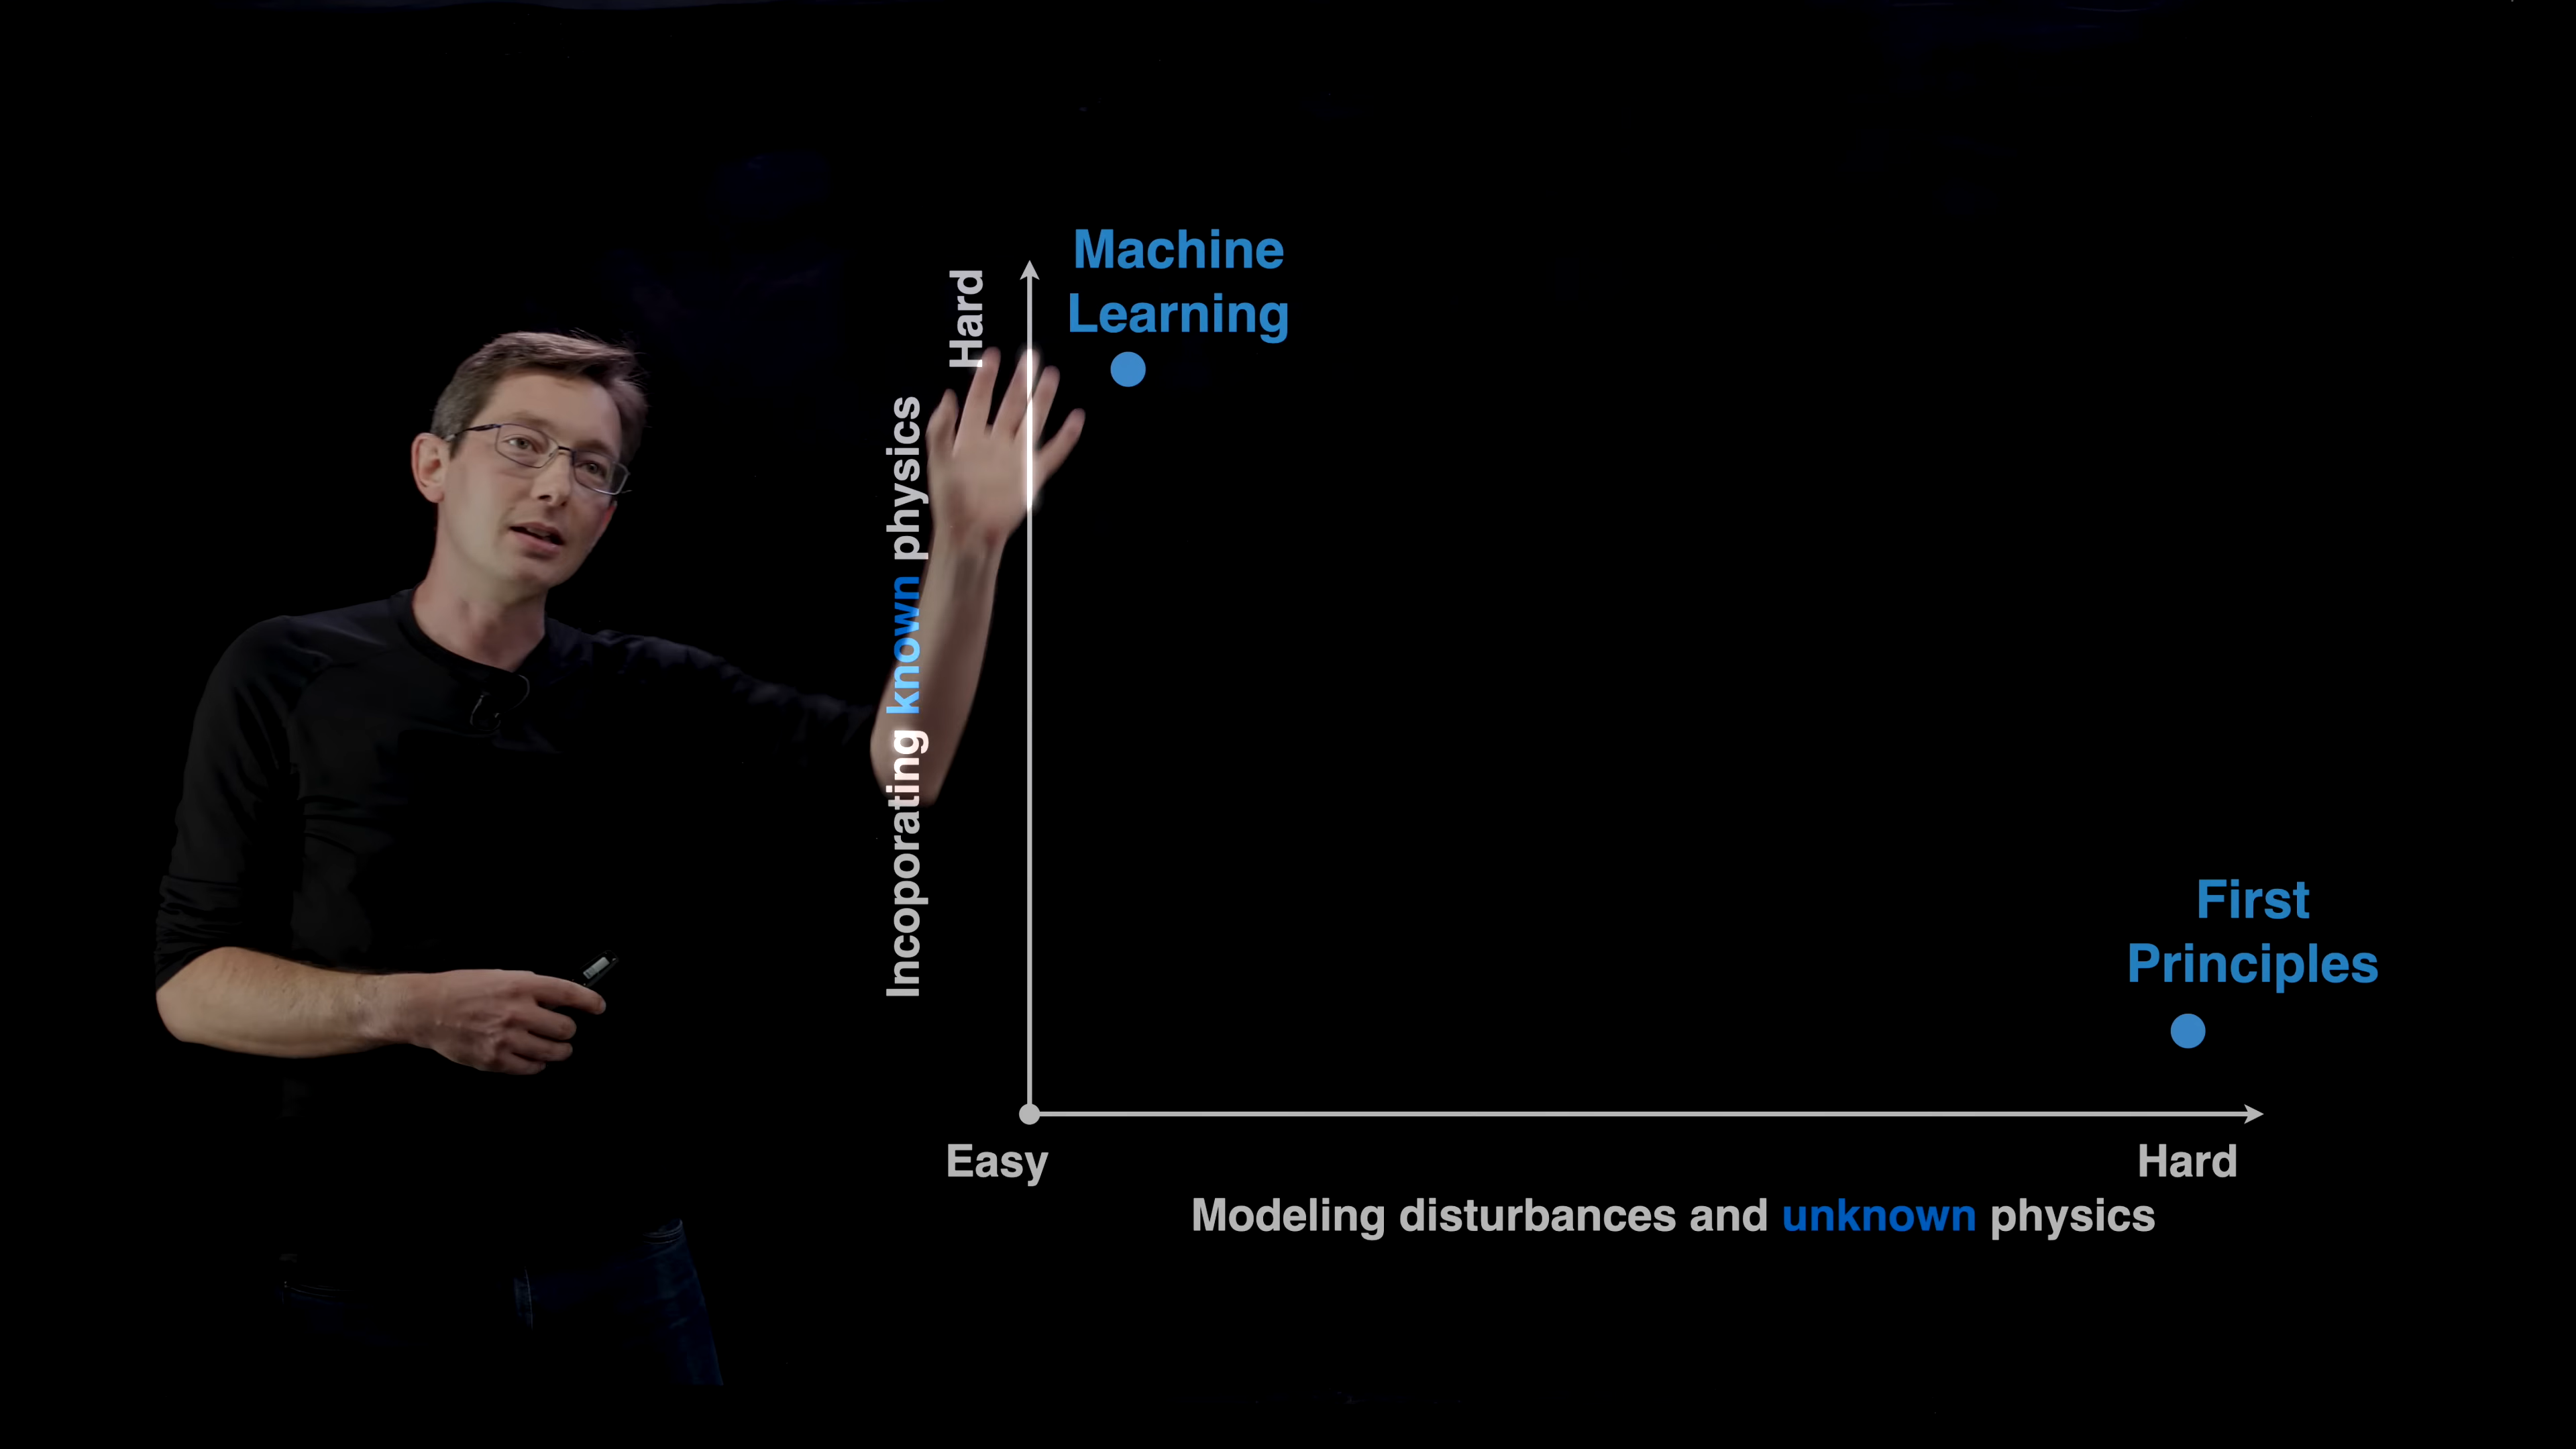 Machine
Learning
Hard
Incoporating known physics
First
Principles
Easy
Hard
Modeling disturbances and unknown physics